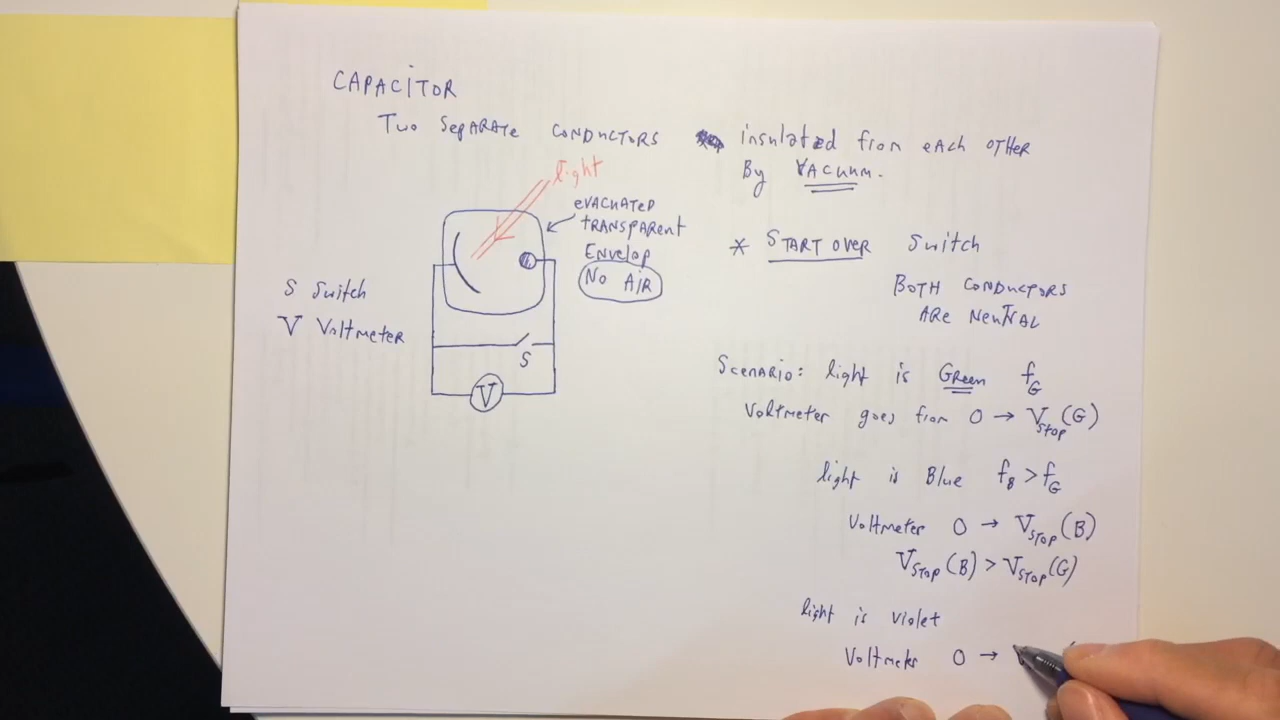 CAPACITOR
Two Separate Conductors insulated from each other
By Vacuum.
light
evacuated
transparent
Envelop
No Air
S Switch
V Voltmeter
S
V
* START OVER Switch
Both conductors
are neutral
Scenario: light is Green f_G
Voltmeter goes from 0 → V_STOP(G)
light is Blue f_B > f_G
Voltmeter 0 → V_STOP(B)
V_STOP(B) > V_STOP(G)
light is violet
Voltmeter 0 →